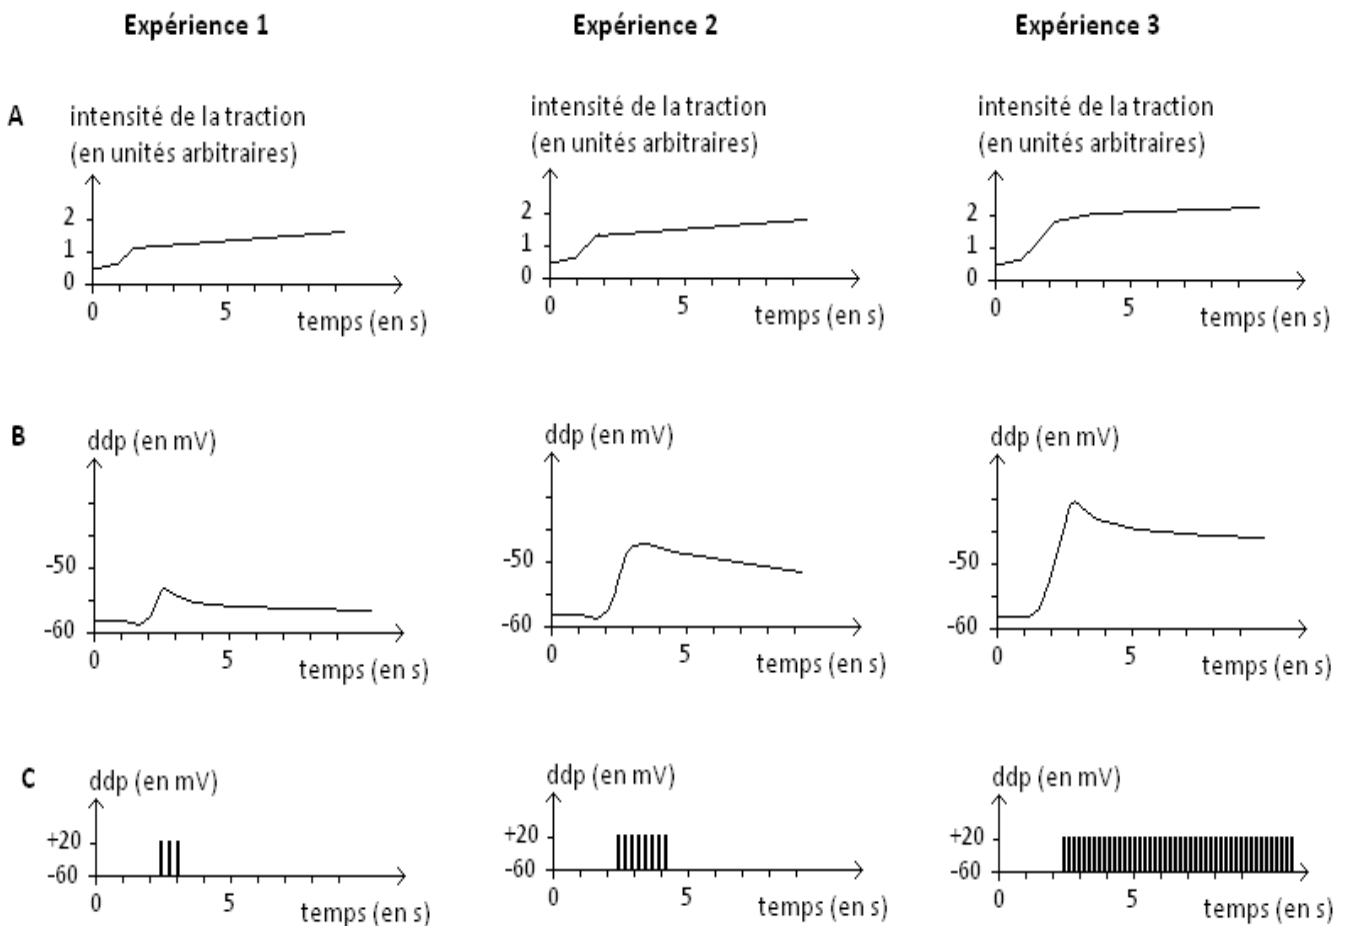 Expérience 1
Expérience 2
Expérience 3
A
intensité de la traction
(en unités arbitraires)
2
1
0
0
5
temps (en s)
intensité de la traction
(en unités arbitraires)
2
1
0
0
5
temps (en s)
intensité de la traction
(en unités arbitraires)
2
1
0
0
5
temps (en s)
B
ddp (en mV)
-50
-60
0
5
temps (en s)
ddp (en mV)
-50
-60
0
5
temps (en s)
ddp (en mV)
-50
-60
0
5
temps (en s)
C
ddp (en mV)
+20
-60
0
5
temps (en s)
ddp (en mV)
+20
-60
0
5
temps (en s)
ddp (en mV)
+20
-60
0
5
temps (en s)